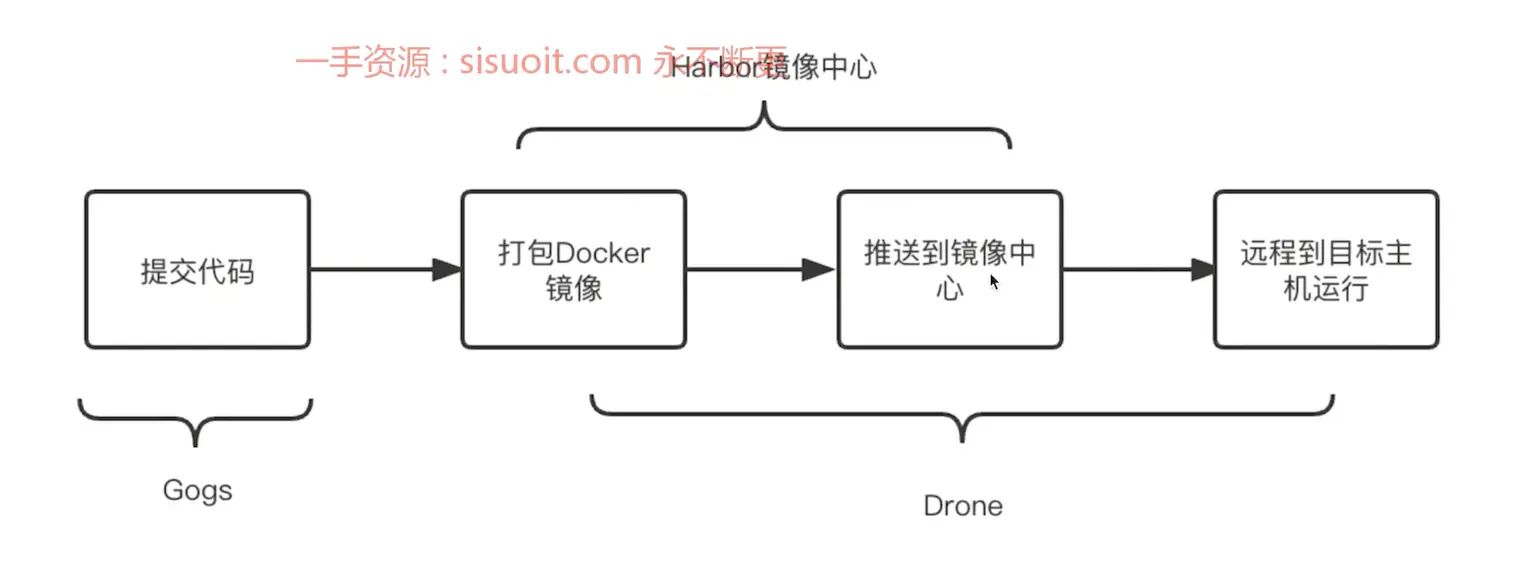 一手资源 : sisuoit.com 永不断更
Harbor镜像中心
提交代码
打包Docker
镜像
推送到镜像中
心
远程到目标主
机运行
Gogs
Drone